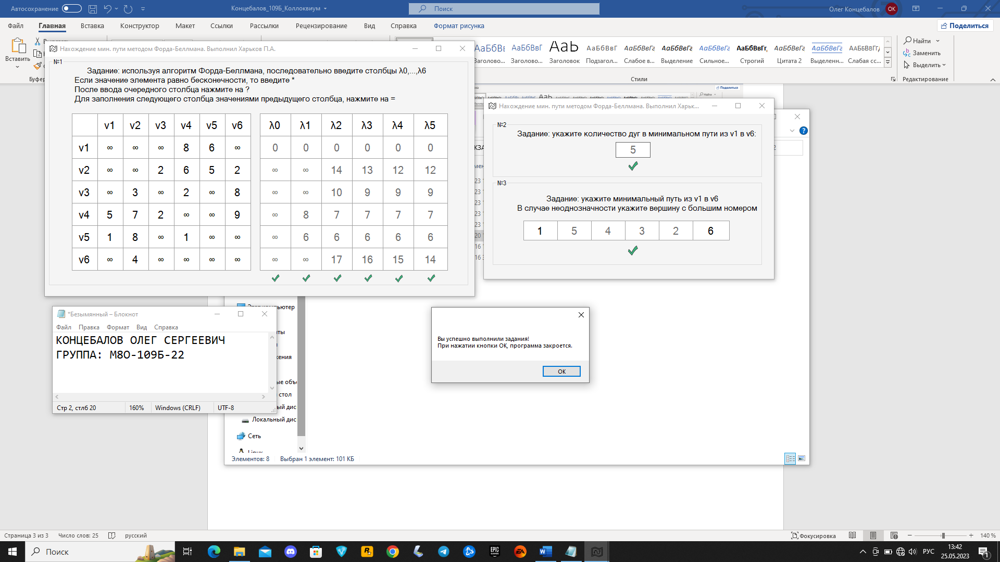 Автосохранение
Концебалов_109Б_Коллоквиум
Поиск
Олег Концебалов
ОК
Файл
Главная
Вставка
Конструктор
Макет
Ссылки
Рассылки
Рецензирование
Вид
Справка
Формат рисунка
Поделиться
Вставить
АаБбВвГ
АаБбВвГ
АаБбВвГ
АаБбВвГг
АаБбВвГг
АаБбВвГг
АаБбВвГг
АаБбВвГг
АаБбВвГг
Заголово...
Заголовок
Подзагол...
Слабое в...
Выделение
Сильное...
Строгий
Цитата 2
Выделенн...
Слабая сс...
Стили
Найти
Заменить
Выделить
Редактирование
Нахождение мин. пути методом Форда-Беллмана. Выполнил Харьков П.А.
№1
Задание: используя алгоритм Форда-Беллмана, последовательно введите столбцы λ0,...,λ6
Если значение элемента равно бесконечности, то введите *
После ввода очередного столбца нажмите на ?
Для заполнения следующего столбца значениями предыдущего столбца, нажмите на =
v1 v2 v3 v4 v5 v6 λ0 λ1 λ2 λ3 λ4 λ5
v1 ∞ ∞ ∞ 8 6 ∞ 0 0 0 0 0 0
v2 ∞ ∞ 2 6 5 2 ∞ ∞ 14 13 12 12
v3 ∞ 3 ∞ 2 ∞ 8 ∞ ∞ 10 9 9 9
v4 5 7 2 ∞ ∞ 9 ∞ 8 7 7 7 7
v5 1 8 ∞ 1 ∞ ∞ ∞ 6 6 6 6 6
v6 ∞ 4 ∞ ∞ ∞ ∞ ∞ ∞ 17 16 15 14
Нахождение мин. пути методом Форда-Беллмана. Выполнил Харьк...
№2
Задание: укажите количество дуг в минимальном пути из v1 в v6:
5
№3
Задание: укажите минимальный путь из v1 в v6
В случае неоднозначности укажите вершину с большим номером
1 5 4 3 2 6
*Безымянный – Блокнот
Файл Правка Формат Вид Справка
КОНЦЕБАЛОВ ОЛЕГ СЕРГЕЕВИЧ
ГРУППА: М8О-109Б-22
Стр 2, стлб 20
160%
Windows (CRLF)
UTF-8
Вы успешно выполнили задания!
При нажатии кнопки ОК, программа закроется.
ОК
Локальный дис
Сеть
Элементов: 8
Выбран 1 элемент: 101 КБ
Страница 3 из 3
Число слов: 25
русский
Фокусировка
140 %
Поиск
РУС
13:42
25.05.2023
1